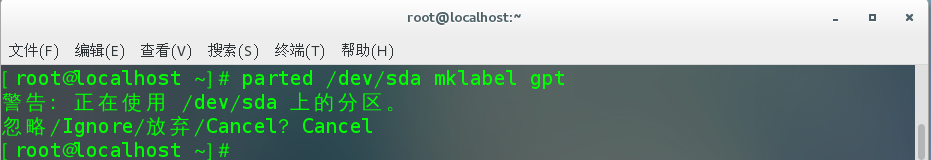 root@localhost:~
文件(F) 编辑(E) 查看(V) 搜索(S) 终端(T) 帮助(H)
[root@localhost ~]# parted /dev/sda mklabel gpt
警告: 正在使用 /dev/sda 上的分区。
忽略/Ignore/放弃/Cancel? Cancel
[root@localhost ~]#